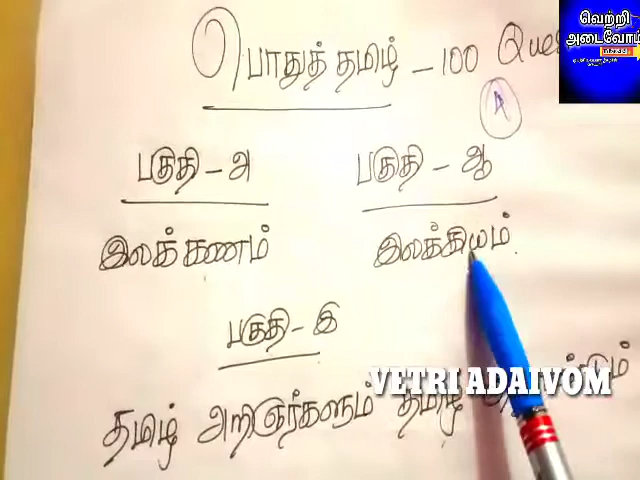 பொதுத் தமிழ் - 100
A
பகுதி - அ
பகுதி - ஆ
இலக்கணம்
இலக்கியம்
பகுதி - இ
தமிழ் அறிஞர்களும் தமிழ்
VETRI ADAIVOM
வெற்றி
அடைவோம்